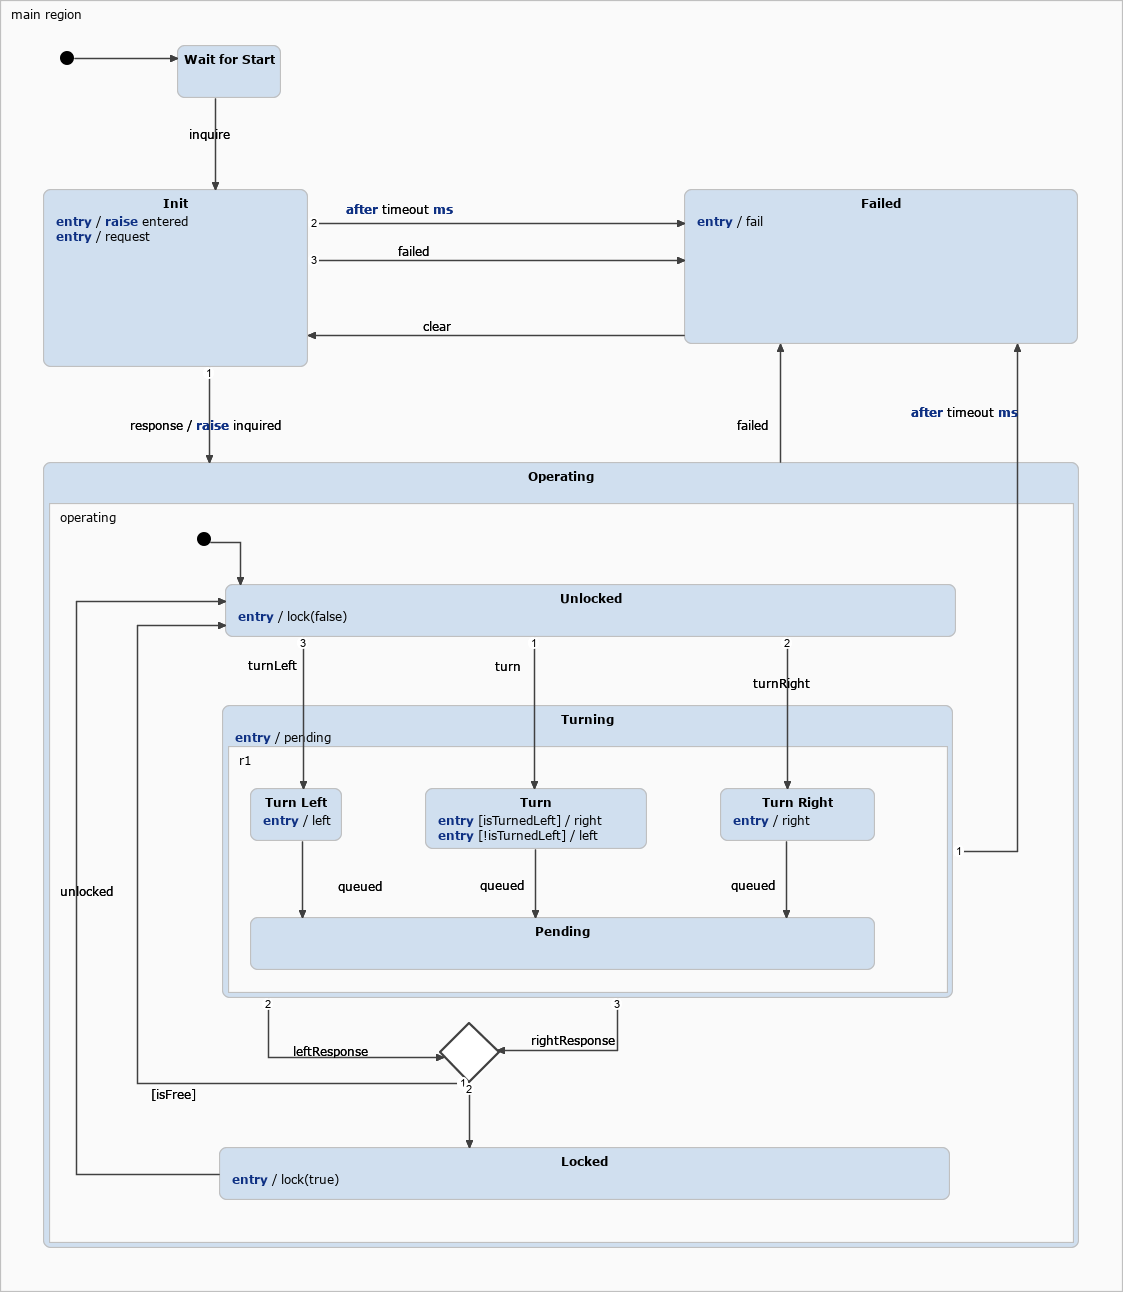 main region
Wait for Start
inquire
Init
entry / raise entered
entry / request
2
after timeout ms
3
failed
clear
Failed
entry / fail
1
response / raise inquired
failed
after timeout ms
Operating
operating
Unlocked
entry / lock(false)
3
1
2
turnLeft
turn
turnRight
Turning
entry / pending
r1
Turn Left
entry / left
Turn
entry [isTurnedLeft] / right
entry [!isTurnedLeft] / left
Turn Right
entry / right
1
unlocked
queued
queued
queued
Pending
2
3
leftResponse
rightResponse
1
2
[isFree]
Locked
entry / lock(true)